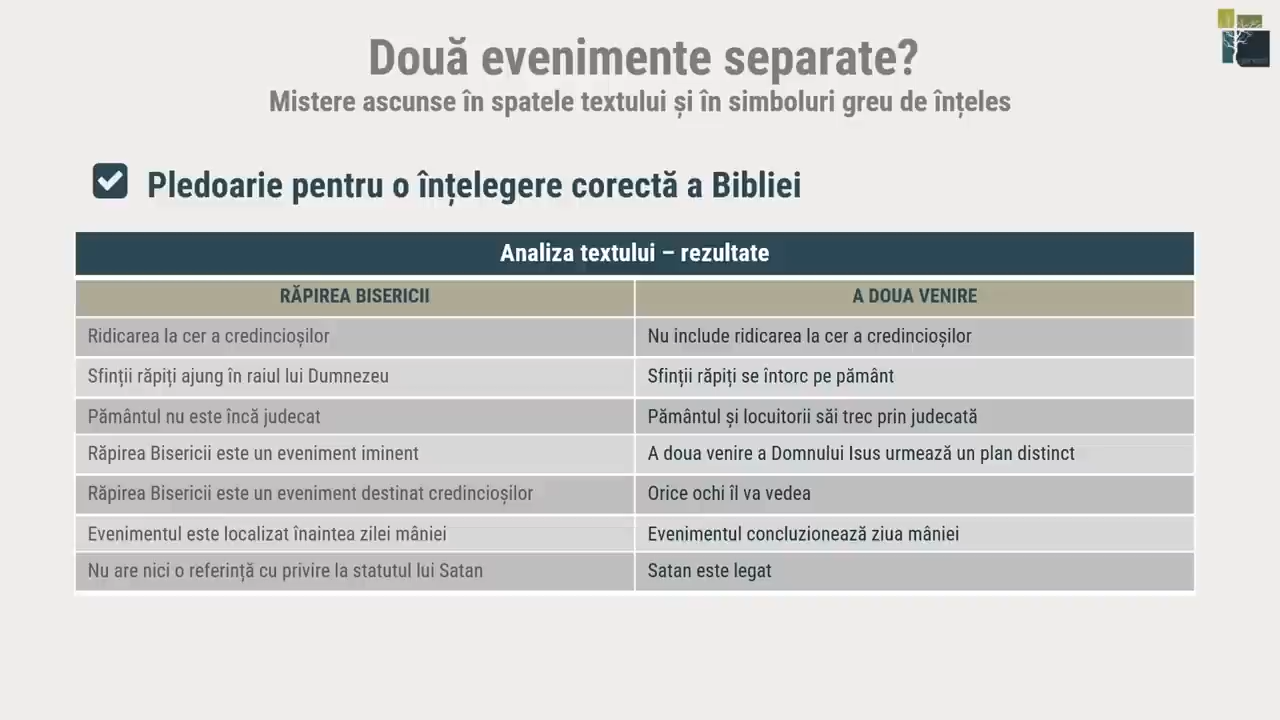 Două evenimente separate?
Mistere ascunse în spatele textului și în simboluri greu de înțeles
Pledoarie pentru o înțelegere corectă a Bibliei
Analiza textului – rezultate
RĂPIREA BISERICII A DOUA VENIRE
Ridicarea la cer a credincioșilor Nu include ridicarea la cer a credincioșilor
Sfinții răpiți ajung în raiul lui Dumnezeu Sfinții răpiți se întorc pe pământ
Pământul nu este încă judecat Pământul și locuitorii săi trec prin judecată
Răpirea Bisericii este un eveniment iminent A doua venire a Domnului Isus urmează un plan distinct
Răpirea Bisericii este un eveniment destinat credincioșilor Orice ochi îl va vedea
Evenimentul este localizat înaintea zilei mâniei Evenimentul concluzionează ziua mâniei
Nu are nici o referință cu privire la statutul lui Satan Satan este legat